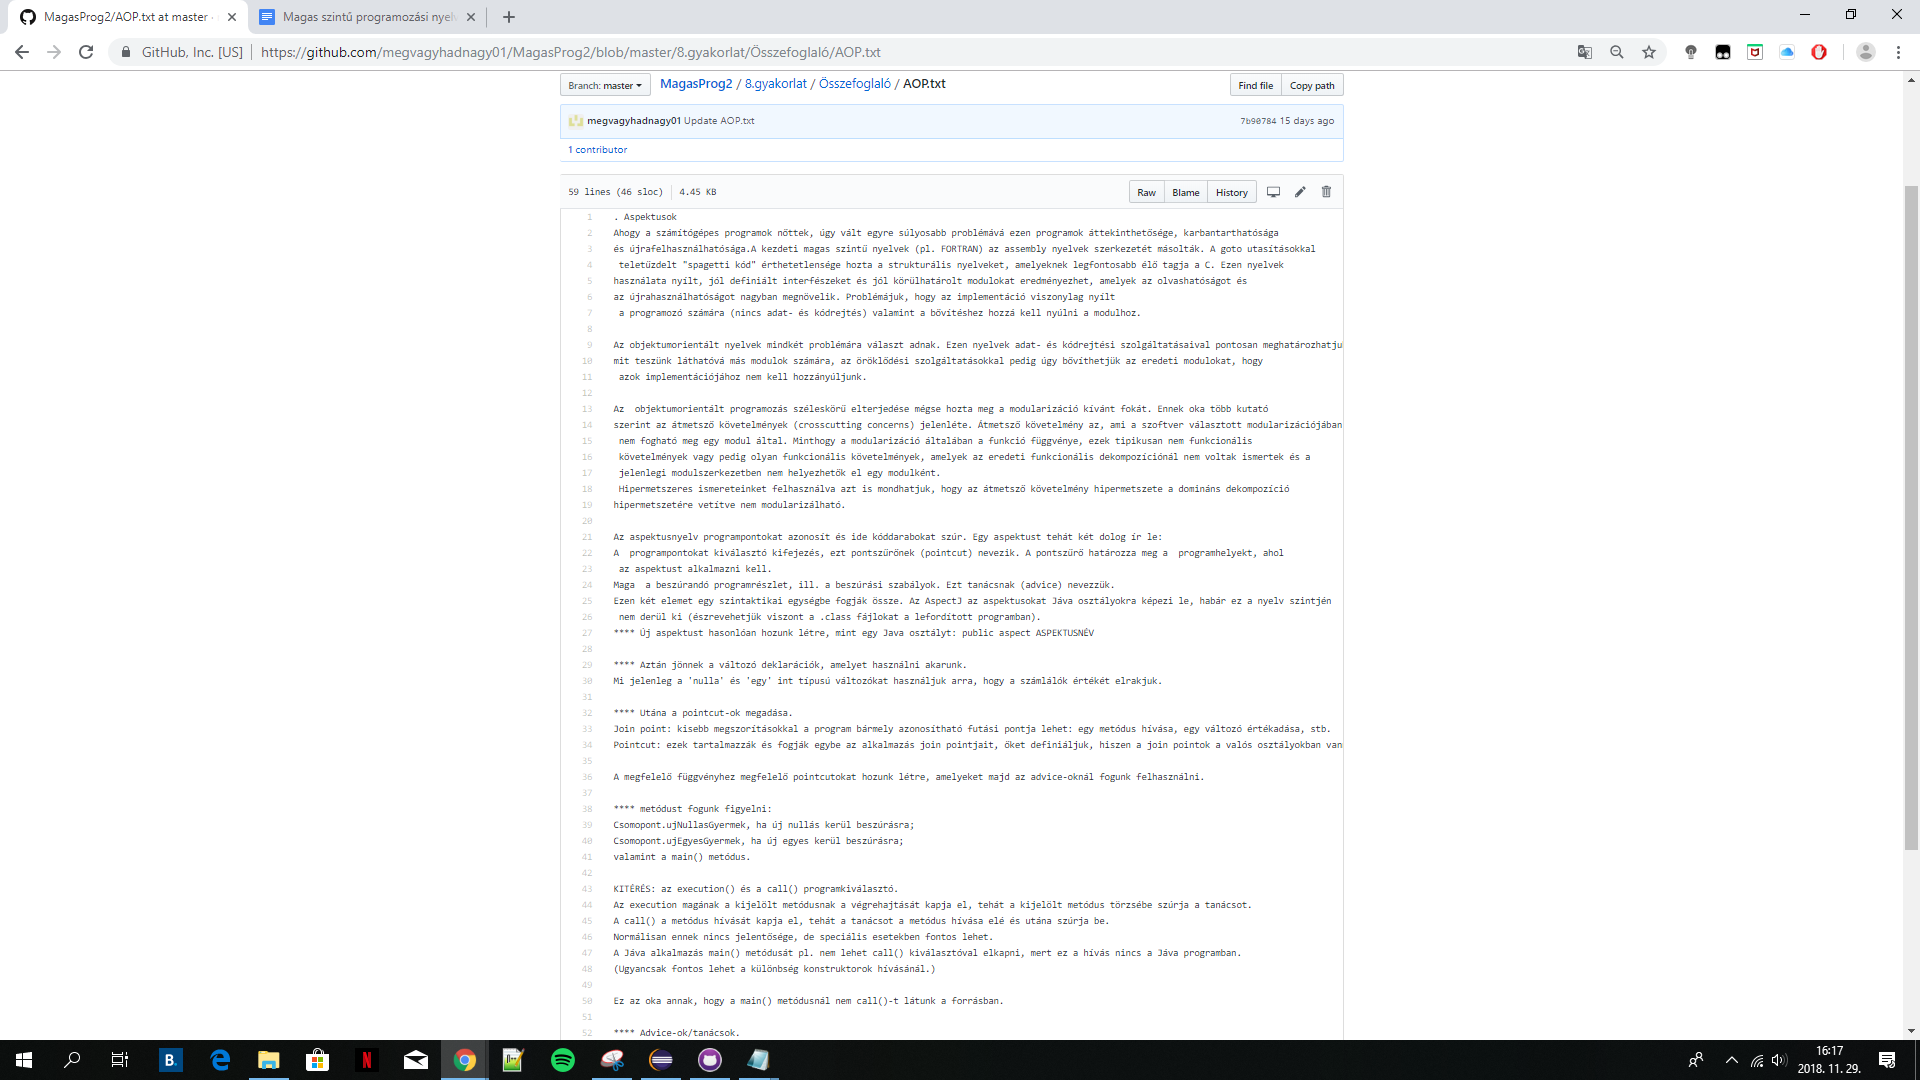 MagasProg2/AOP.txt at master ·
Magas szintű programozási nyel
GitHub, Inc. [US] | https://github.com/megvagyhadnagy01/MagasProg2/blob/master/8.gyakorlat/Összefoglaló/AOP.txt
Branch: master MagasProg2 / 8.gyakorlat / Összefoglaló / AOP.txt Find file Copy path
megvagyhadnagy01 Update AOP.txt 7b90784 15 days ago
1 contributor
59 lines (46 sloc) 4.45 KB Raw Blame History
1 . Aspektusok
2 Ahogy a számítógépes programok nőttek, úgy vált egyre súlyosabb problémává ezen programok áttekinthetősége, karbantarthatósága
3 és újrafelhasználhatósága.A kezdeti magas szintű nyelvek (pl. FORTRAN) az assembly nyelvek szerkezetét másolták. A goto utasításokkal
4 teletűzdelt "spagetti kód" érthetetlensége hozta a strukturális nyelveket, amelyeknek legfontosabb élő tagja a C. Ezen nyelvek
5 használata nyílt, jól definiált interfészeket és jól körülhatárolt modulokat eredményezhet, amelyek az olvashatóságot és
6 az újrahasználhatóságot nagyban megnövelik. Problémájuk, hogy az implementáció viszonylag nyílt
7 a programozó számára (nincs adat- és kódrejtés) valamint a bővítéshez hozzá kell nyúlni a modulhoz.
8
9 Az objektumorientált nyelvek mindkét problémára választ adnak. Ezen nyelvek adat- és kódrejtési szolgáltatásaival pontosan meghatározhatju
10 mit teszünk láthatóvá más modulok számára, az öröklődési szolgáltatásokkal pedig úgy bővíthetjük az eredeti modulokat, hogy
11 azok implementációjához nem kell hozzányúljunk.
12
13 Az  objektumorientált programozás széleskörű elterjedése mégse hozta meg a modularizáció kívánt fokát. Ennek oka több kutató
14 szerint az átmetsző követelmények (crosscutting concerns) jelenléte. Átmetsző követelmény az, ami a szoftver választott modularizációjában
15 nem fogható meg egy modul által. Minthogy a modularizáció általában a funkció függvénye, ezek tipikusan nem funkcionális
16 követelmények vagy pedig olyan funkcionális követelmények, amelyek az eredeti funkcionális dekompozíciónál nem voltak ismertek és a
17 jelenlegi modulszerkezetben nem helyezhetők el egy modulként.
18 Hipermetszeres ismereteinket felhasználva azt is mondhatjuk, hogy az átmetsző követelmény hipermetszete a domináns dekompozíció
19 hipermetszetére vetítve nem modularizálható.
20
21 Az aspektusnyelv programpontokat azonosít és ide kóddarabokat szúr. Egy aspektust tehát két dolog ír le:
22 A  programpontokat kiválasztó kifejezés, ezt pontszűrőnek (pointcut) nevezik. A pontszűrő határozza meg a  programhelyekt, ahol
23 az aspektust alkalmazni kell.
24 Maga  a beszúrandó programrészlet, ill. a beszúrási szabályok. Ezt tanácsnak (advice) nevezzük.
25 Ezen két elemet egy szintaktikai egységbe fogják össze. Az AspectJ az aspektusokat Jáva osztályokra képezi le, habár ez a nyelv szintjén
26 nem derül ki (észrevehetjük viszont a .class fájlokat a lefordított programban).
27 **** Új aspektust hasonlóan hozunk létre, mint egy Java osztályt: public aspect ASPEKTUSNÉV
28
29 **** Aztán jönnek a változó deklarációk, amelyet használni akarunk.
30 Mi jelenleg a 'nulla' és 'egy' int típusú változókat használjuk arra, hogy a számlálók értékét elrakjuk.
31
32 **** Utána a pointcut-ok megadása.
33 Join point: kisebb megszorításokkal a program bármely azonosítható futási pontja lehet: egy metódus hívása, egy változó értékadása, stb.
34 Pointcut: ezek tartalmazzák és fogják egybe az alkalmazás join pointjait, őket definiáljuk, hiszen a join pointok a valós osztályokban van
35
36 A megfelelő függvényhez megfelelő pointcutokat hozunk létre, amelyeket majd az advice-oknál fogunk felhasználni.
37
38 **** metódust fogunk figyelni:
39 Csomopont.ujNullasGyermek, ha új nullás kerül beszúrásra;
40 Csomopont.ujEgyesGyermek, ha új egyes kerül beszúrásra;
41 valamint a main() metódus.
42
43 KITÉRÉS: az execution() és a call() programkiválasztó.
44 Az execution magának a kijelölt metódusnak a végrehajtását kapja el, tehát a kijelölt metódus törzsébe szúrja a tanácsot.
45 A call() a metódus hívását kapja el, tehát a tanácsot a metódus hívása elé és utána szúrja be.
46 Normálisan ennek nincs jelentősége, de speciális esetekben fontos lehet.
47 A Jáva alkalmazás main() metódusát pl. nem lehet call() kiválasztóval elkapni, mert ez a hívás nincs a Jáva programban.
48 (Ugyancsak fontos lehet a különbség konstruktorok hívásánál.)
49
50 Ez az oka annak, hogy a main() metódusnál nem call()-t látunk a forrásban.
51
52 **** Advice-ok/tanácsok.
16:17
2018. 11. 29.